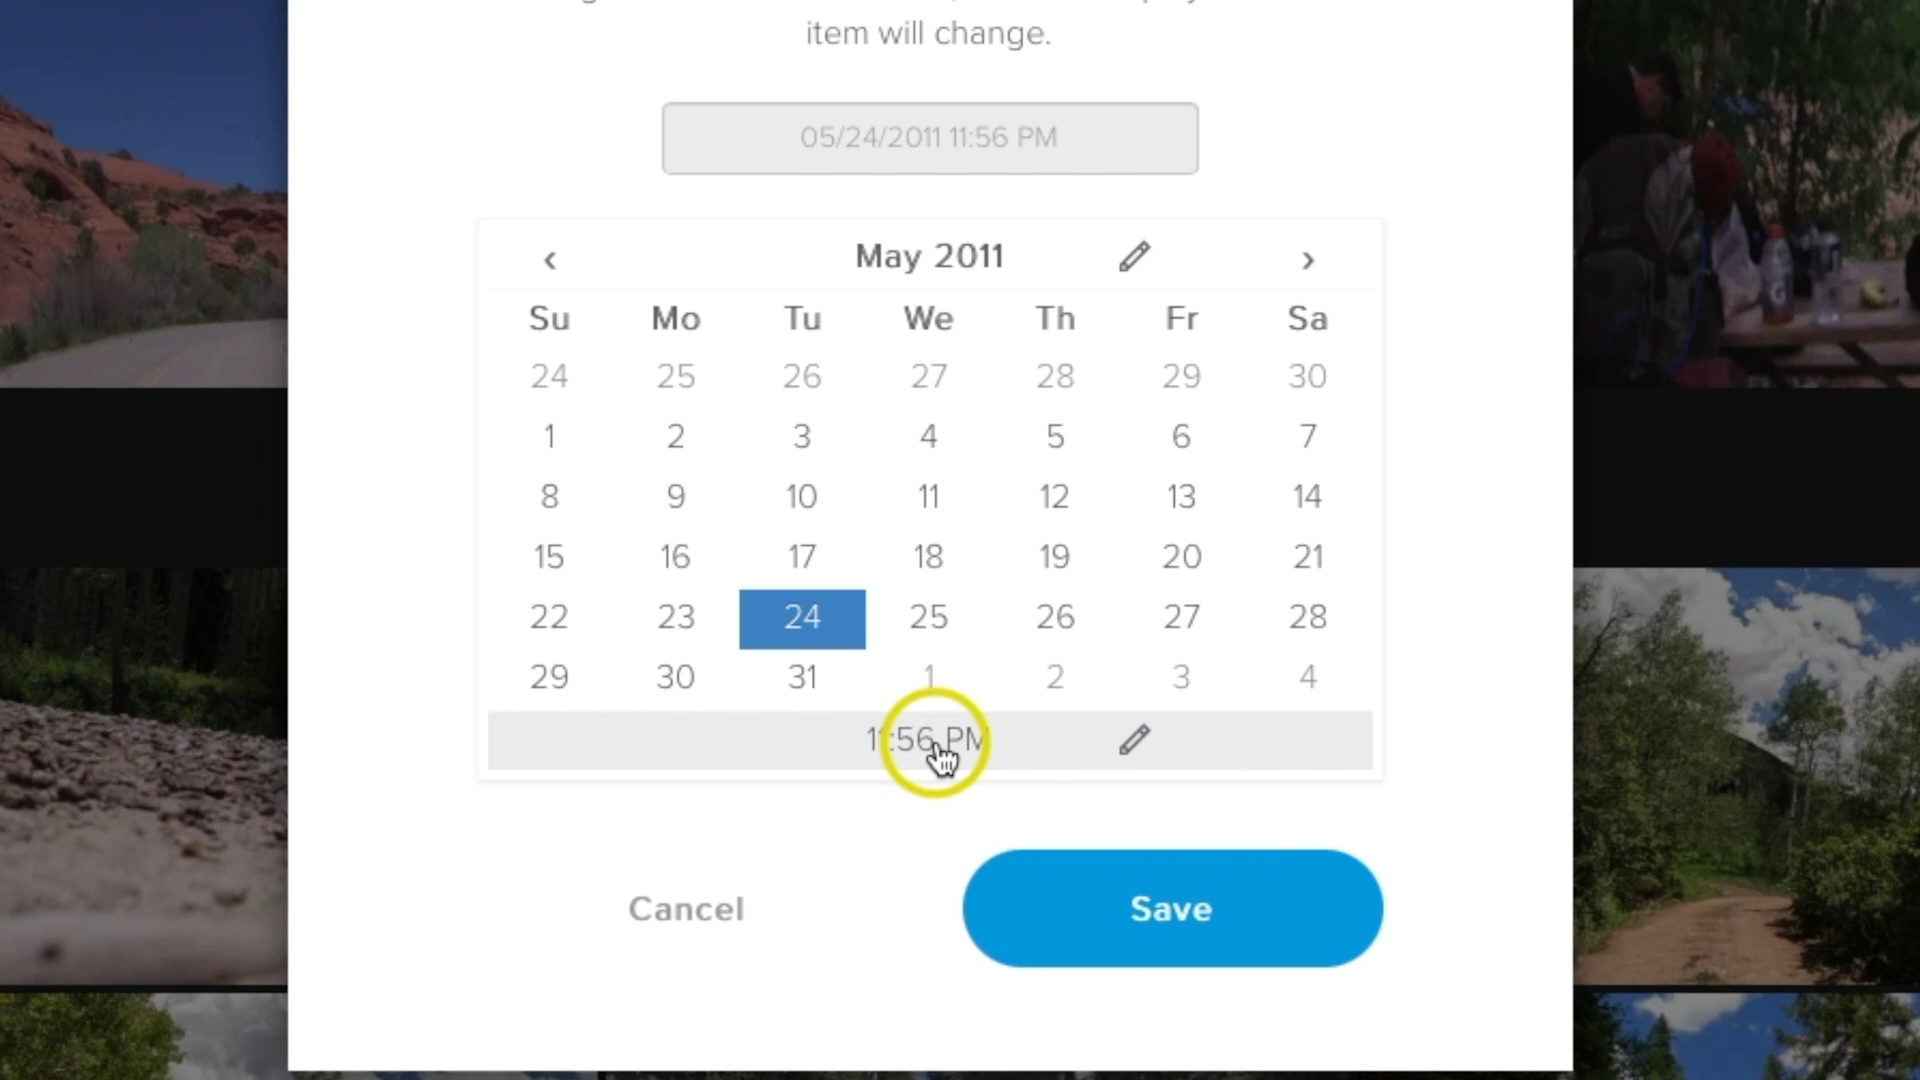 item will change.
05/24/2011 11:56 PM
‹ May 2011 ›
Su Mo Tu We Th Fr Sa
24 25 26 27 28 29 30
1 2 3 4 5 6 7
8 9 10 11 12 13 14
15 16 17 18 19 20 21
22 23 24 25 26 27 28
29 30 31 1 2 3 4
11:56 PM
Cancel Save